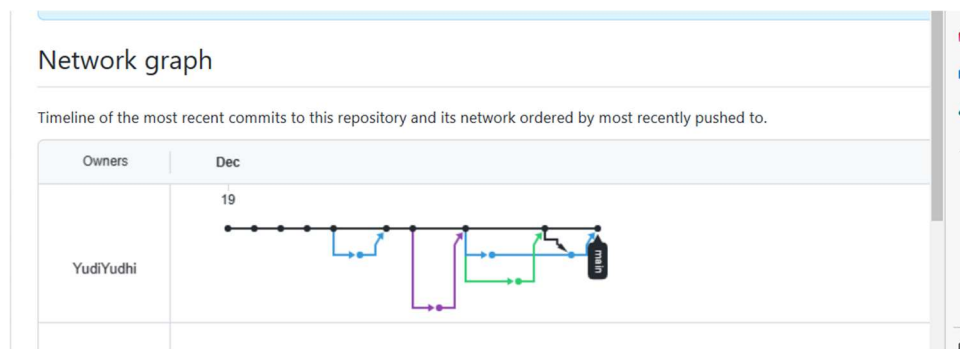 Network graph
Timeline of the most recent commits to this repository and its network ordered by most recently pushed to.
Owners Dec
19
YudiYudhi
main